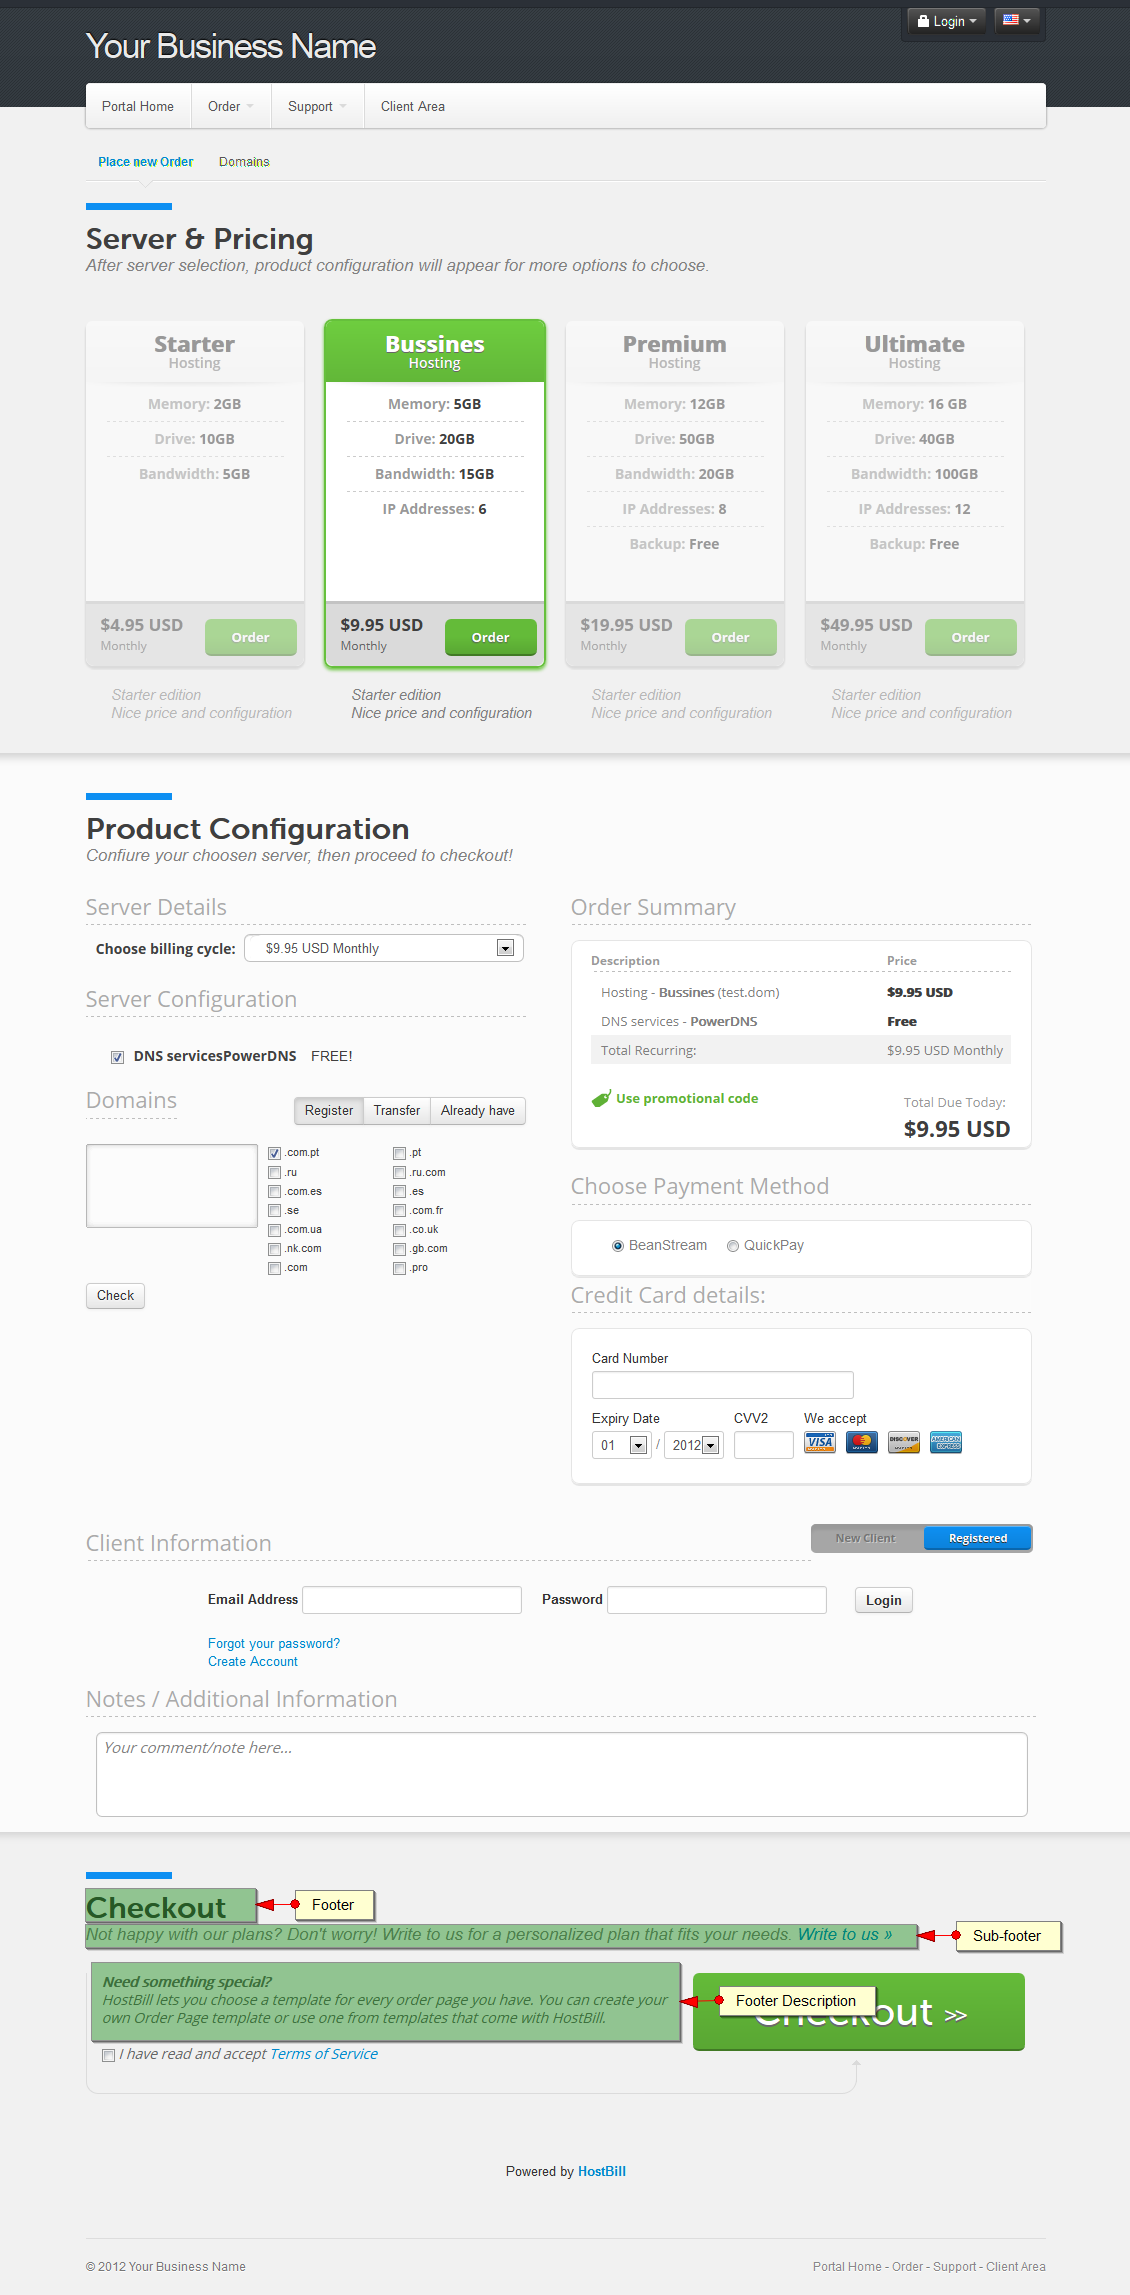 Your Business Name
Login
Portal Home Order Support Client Area
Place new Order Domains
Server & Pricing
After server selection, product configuration will appear for more options to choose.
Starter
Hosting
Memory: 2GB
Drive: 10GB
Bandwidth: 5GB
$4.95 USD
Monthly
Order
Starter edition
Nice price and configuration
Bussines
Hosting
Memory: 5GB
Drive: 20GB
Bandwidth: 15GB
IP Addresses: 6
$9.95 USD
Monthly
Order
Starter edition
Nice price and configuration
Premium
Hosting
Memory: 12GB
Drive: 50GB
Bandwidth: 20GB
IP Addresses: 8
Backup: Free
$19.95 USD
Monthly
Order
Starter edition
Nice price and configuration
Ultimate
Hosting
Memory: 16 GB
Drive: 40GB
Bandwidth: 100GB
IP Addresses: 12
Backup: Free
$49.95 USD
Monthly
Order
Starter edition
Nice price and configuration
Product Configuration
Confiure your choosen server, then proceed to checkout!
Server Details
Choose billing cycle: $9.95 USD Monthly
Server Configuration
DNS servicesPowerDNS FREE!
Domains
Register Transfer Already have
.com.pt .pt
.ru .ru.com
.com.es .es
.se .com.fr
.com.ua .co.uk
.nk.com .gb.com
.com .pro
Check
Order Summary
Description Price
Hosting - Bussines (test.dom) $9.95 USD
DNS services - PowerDNS Free
Total Recurring: $9.95 USD Monthly
Use promotional code
Total Due Today:
$9.95 USD
Choose Payment Method
BeanStream QuickPay
Credit Card details:
Card Number
Expiry Date CVV2 We accept
01 / 2012
VISA
DISCOVER
AMERICAN EXPRESS
Client Information
New Client Registered
Email Address Password Login
Forgot your password?
Create Account
Notes / Additional Information
Your comment/note here...
Checkout
Footer
Not happy with our plans? Don't worry! Write to us for a personalized plan that fits your needs. Write to us »
Sub-footer
Need something special?
HostBill lets you choose a template for every order page you have. You can create your
own Order Page template or use one from templates that come with HostBill.
Footer Description
Checkout >>
I have read and accept Terms of Service
Powered by HostBill
© 2012 Your Business Name
Portal Home - Order - Support - Client Area